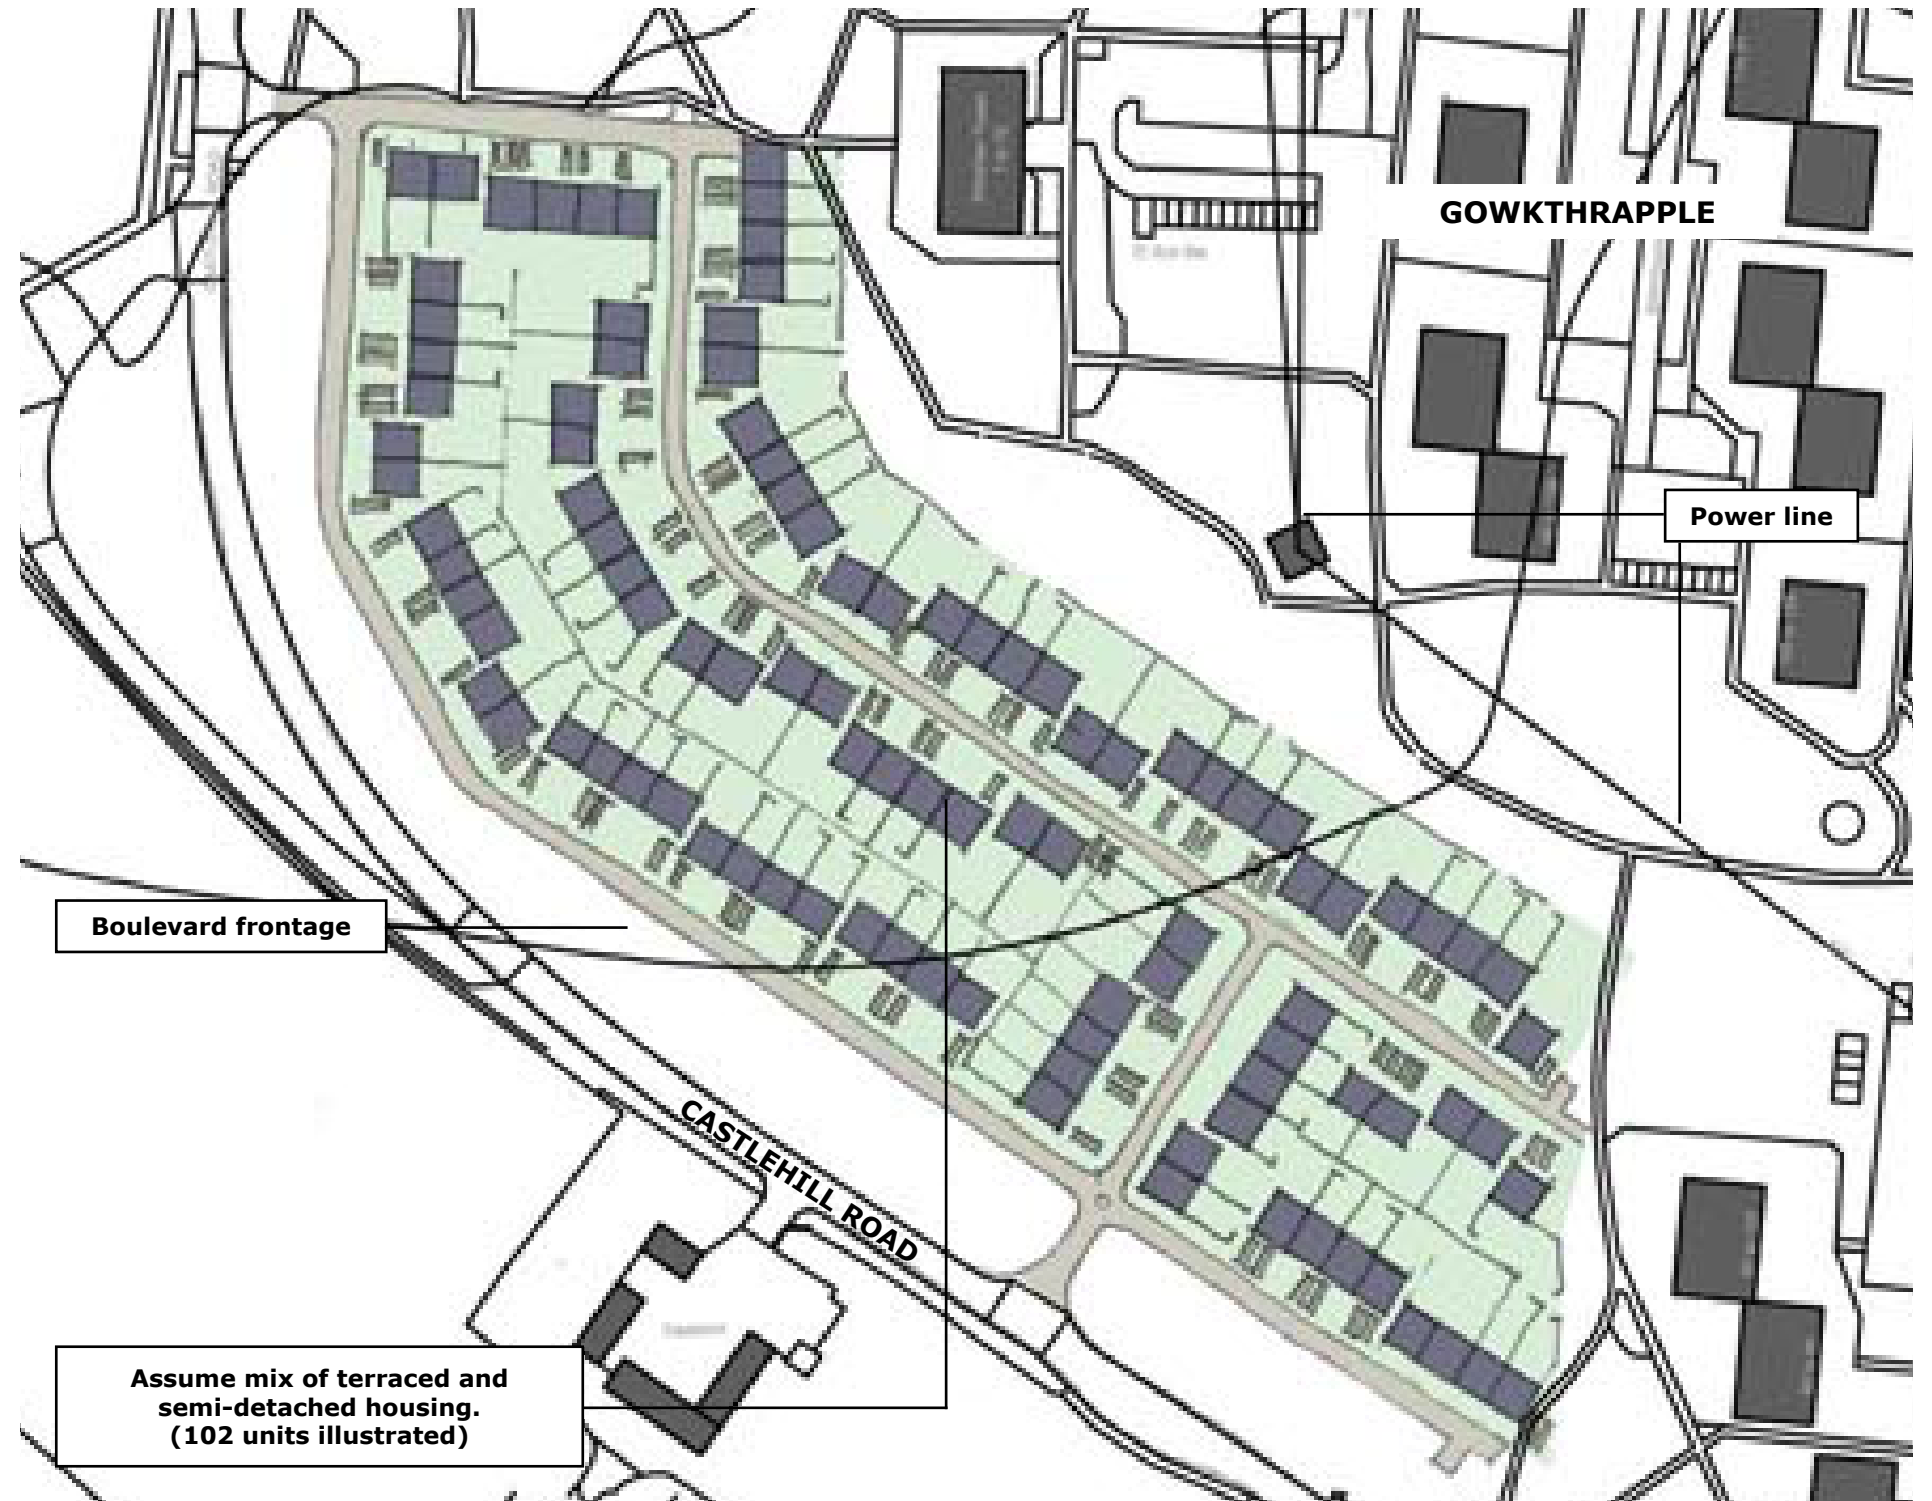 GOWKTHRAPPLE
Power line
Boulevard frontage
CASTLEHILL ROAD
Assume mix of terraced and
semi-detached housing.
(102 units illustrated)